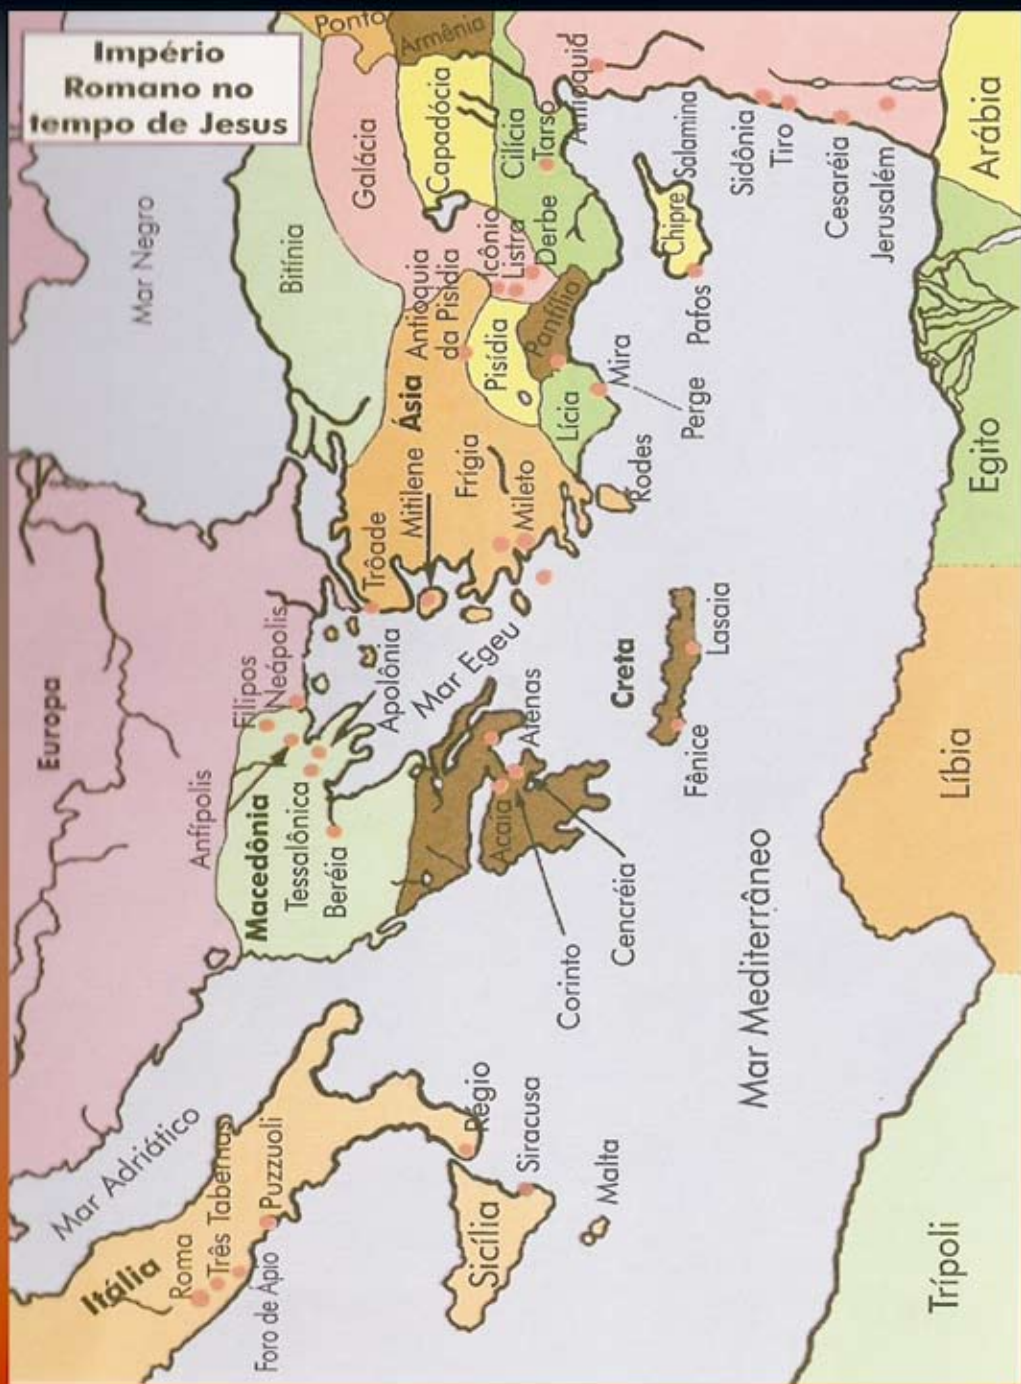 Império
Romano no
tempo de Jesus
Ponto
Armênia
Galácia
Capadócia
Cilícia
Tarso
Antioquia
Mar Negro
Bitínia
Antioquia
da Pisídia
Icônio
Listra
Derbe
Chipre
Salamina
Pafos
Sidônia
Tiro
Cesaréia
Jerusalém
Arábia
Ásia
Pisídia
Panfília
Lícia
Mira
Perge
Rodes
Frígia
Mileto
Mitilene
Trôade
Egito
Europa
Filipos
Neápolis
Anfípolis
Apolônia
Macedônia
Tessalônica
Beréia
Mar Egeu
Atenas
Acaia
Corinto
Cencréia
Creta
Lasaia
Fênice
Líbia
Mar Mediterrâneo
Mar Adriático
Itália
Roma
Três Tabernas
Puzzuoli
Foro de Ápio
Régio
Sicília
Siracusa
Malta
Trípoli